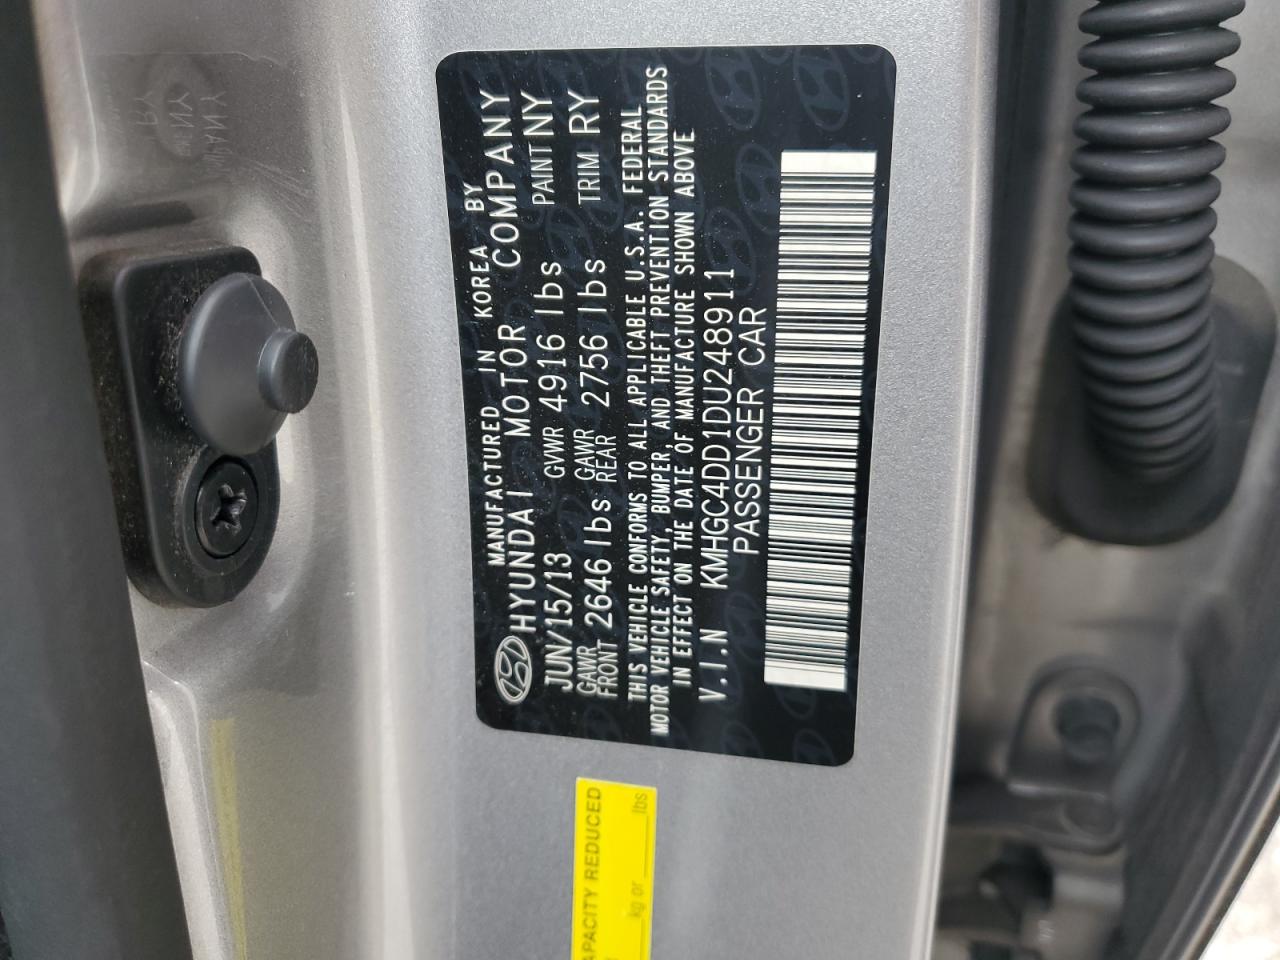 MANUFACTURED IN KOREA BY
HYUNDAI MOTOR COMPANY
JUN/15/13 GVWR 4916 lbs PAINT NY
GAWR FRONT 2646 lbs GAWR REAR 2756 lbs TRIM RY
THIS VEHICLE CONFORMS TO ALL APPLICABLE U.S.A. FEDERAL
MOTOR VEHICLE SAFETY, BUMPER, AND THEFT PREVENTION STANDARDS
IN EFFECT ON THE DATE OF MANUFACTURE SHOWN ABOVE
V.I.N KMHGC4DD1DU248911
PASSENGER CAR
APACITY REDUCED
kg or lbs